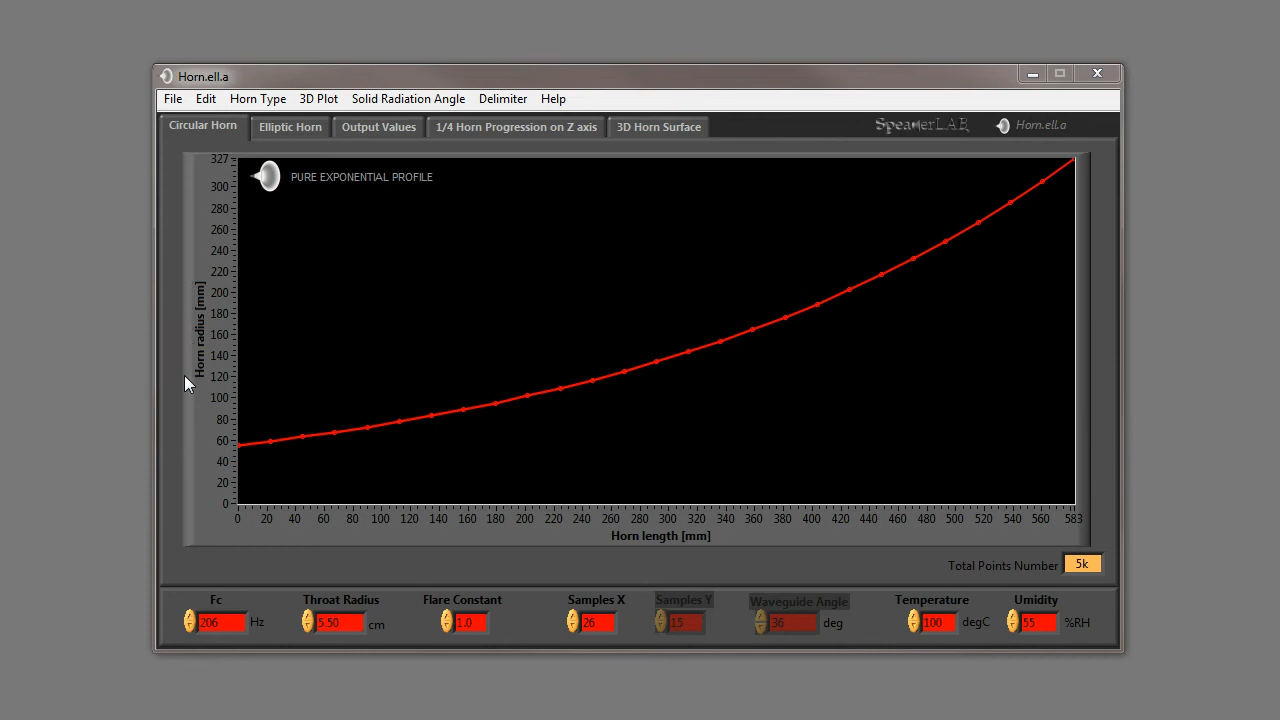 Horn.ell.a
File Edit Horn Type 3D Plot Solid Radiation Angle Delimiter Help
Circular Horn Elliptic Horn Output Values 1/4 Horn Progression on Z axis 3D Horn Surface SpeakerLAB Horn.ell.a
PURE EXPONENTIAL PROFILE
Horn radius [mm]
327
300
280
260
240
220
200
180
160
140
120
100
80
60
40
20
0
0 20 40 60 80 100 120 140 160 180 200 220 240 260 280 300 320 340 360 380 400 420 440 460 480 500 520 540 560 583
Horn length [mm]
Total Points Number 5k
Fc Throat Radius Flare Constant Samples X Samples Y Waveguide Angle Temperature Umidity
206 Hz 5.50 cm 1.0 26 15 36 deg 100 degC 55 %RH